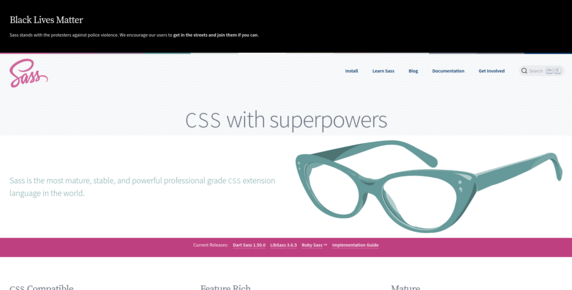 Black Lives Matter
Sass stands with the protesters against police violence. We encourage our users to get in the streets and join them if you can.
Sass
Install Learn Sass Blog Documentation Get Involved Search
CSS with superpowers
Sass is the most mature, stable, and powerful professional grade CSS extension
language in the world.
Current Releases: Dart Sass 1.50.0 LibSass 3.6.5 Ruby Sass Implementation Guide
CSS Compatible Feature Rich Mature